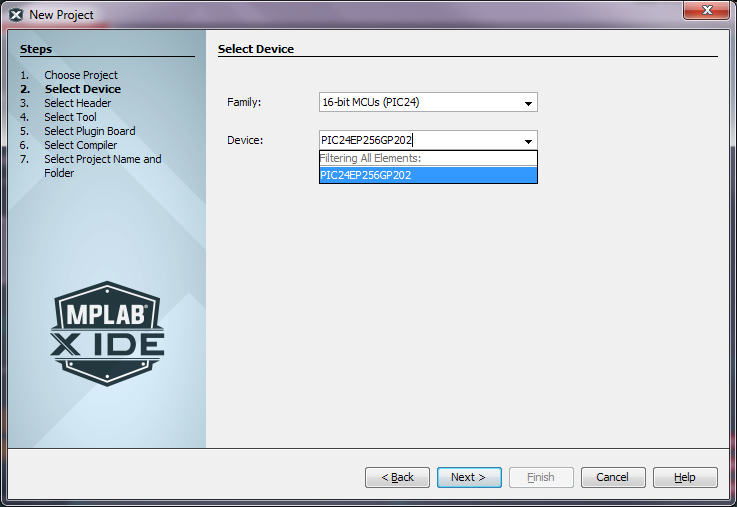 New Project
Steps
1. Choose Project
2. Select Device
3. Select Header
4. Select Tool
5. Select Plugin Board
6. Select Compiler
7. Select Project Name and
Folder
MPLAB
X IDE
Select Device
Family: 16-bit MCUs (PIC24)
Device: PIC24EP256GP202
Filtering All Elements:
PIC24EP256GP202
< Back Next > Finish Cancel Help